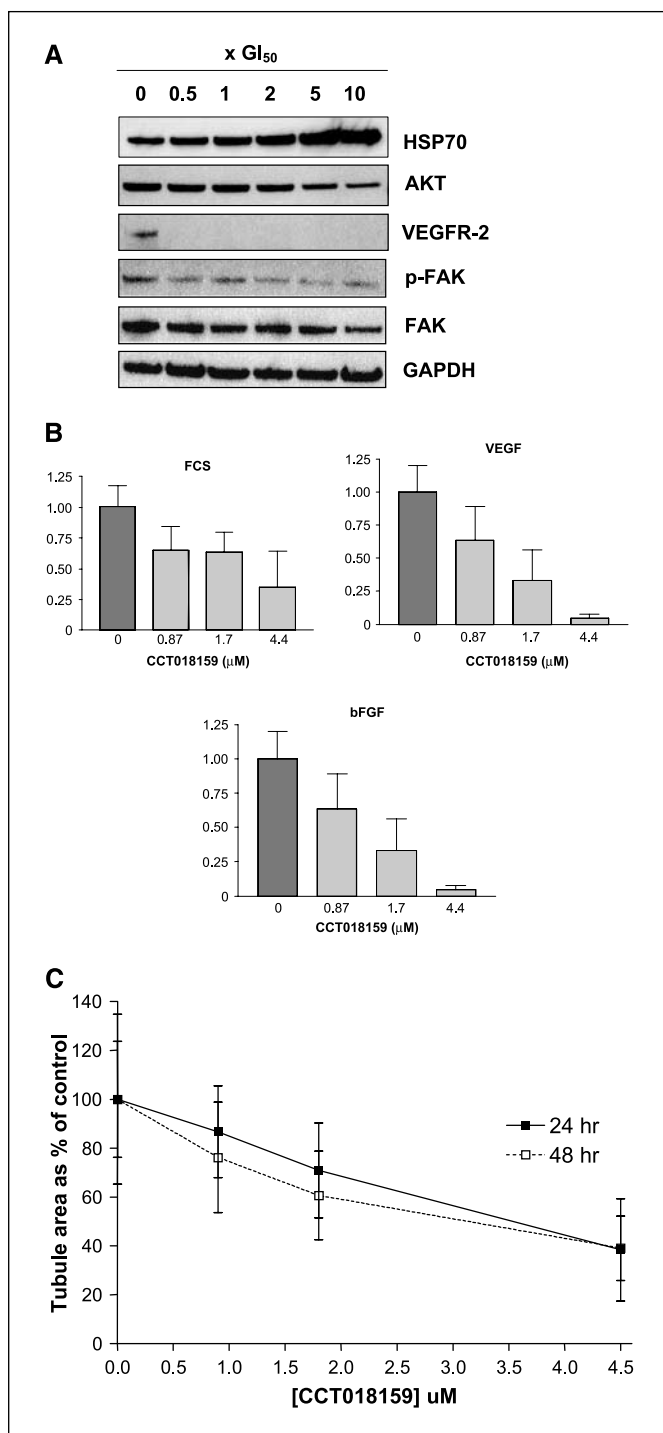 A
x GI50
0 0.5 1 2 5 10
HSP70
AKT
VEGFR-2
p-FAK
FAK
GAPDH
B
FCS
1.25
1.00
0.75
0.50
0.25
0
0 0.87 1.7 4.4
CCT018159 (μM)
VEGF
1.25
1.00
0.75
0.50
0.25
0
0 0.87 1.7 4.4
CCT018159 (μM)
bFGF
1.25
1.00
0.75
0.50
0.25
0
0 0.87 1.7 4.4
CCT018159 (μM)
C
Tubule area as % of control
140
120
100
80
60
40
20
0
24 hr
48 hr
0.0 0.5 1.0 1.5 2.0 2.5 3.0 3.5 4.0 4.5
[CCT018159] uM